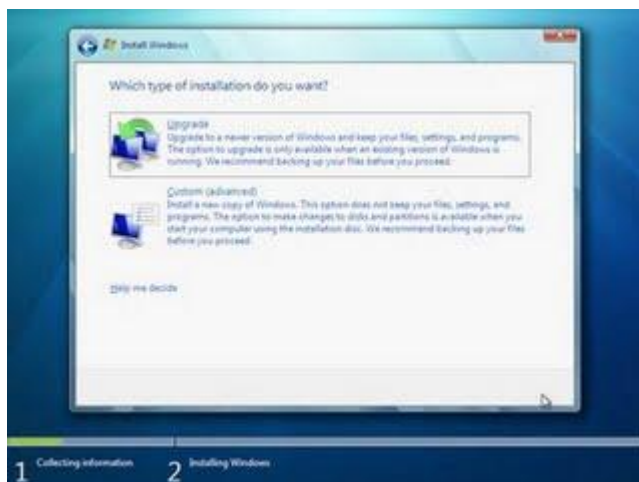 Install Windows
Which type of installation do you want?
Upgrade
Upgrade to a newer version of Windows and keep your files, settings, and programs.
The option to upgrade is only available when an existing version of Windows is
running. We recommend backing up your files before you proceed.
Custom (advanced)
Install a new copy of Windows. This option does not keep your files, settings, and
programs. The option to make changes to disks and partitions is available when you
start your computer using the installation disc. We recommend backing up your files
before you proceed.
Help me decide
1 Collecting information 2 Installing Windows